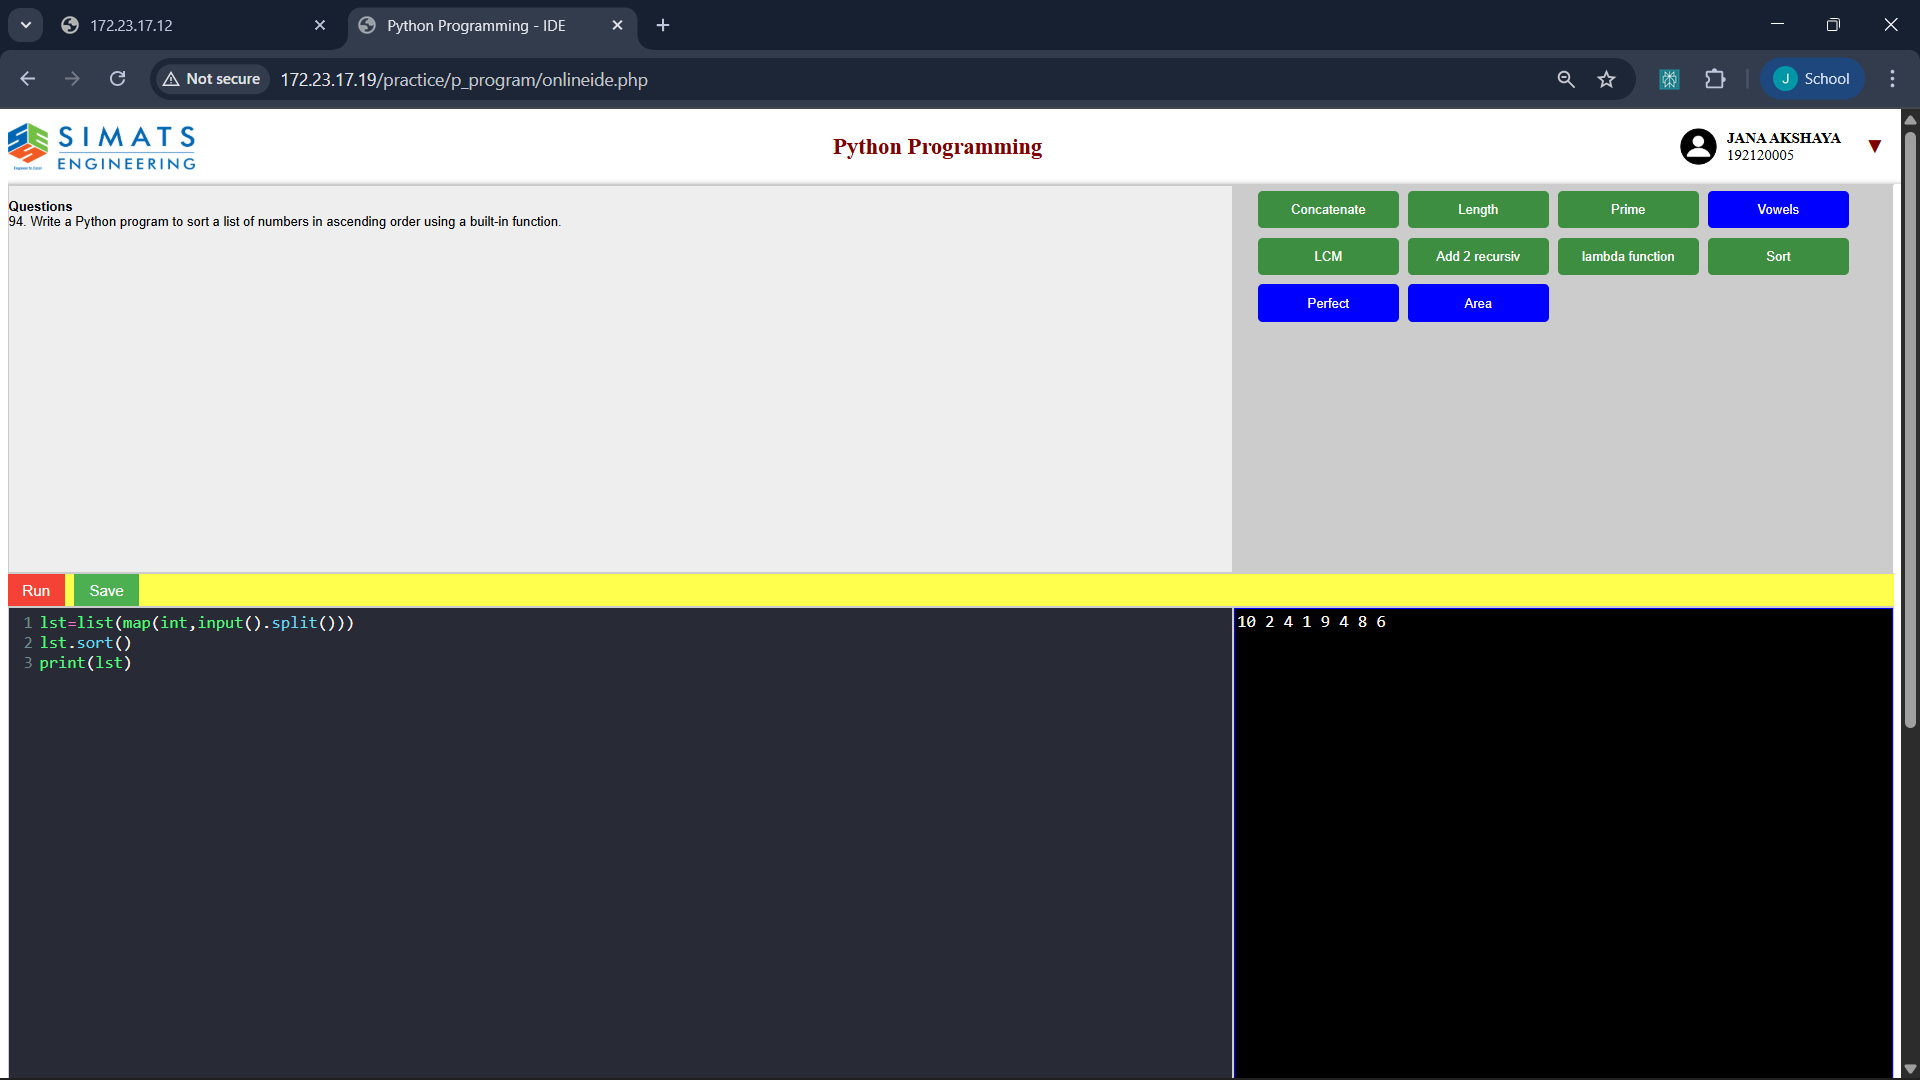 172.23.17.12
Python Programming - IDE
Not secure
172.23.17.19/practice/p_program/onlineide.php
J
School
SIMATS
ENGINEERING
Python Programming
JANA AKSHAYA
192120005
Questions
94. Write a Python program to sort a list of numbers in ascending order using a built-in function.
Concatenate
Length
Prime
Vowels
LCM
Add 2 recursiv
lambda function
Sort
Perfect
Area
Run
Save
1 lst=list(map(int,input().split()))
2 lst.sort()
3 print(lst)
10 2 4 1 9 4 8 6